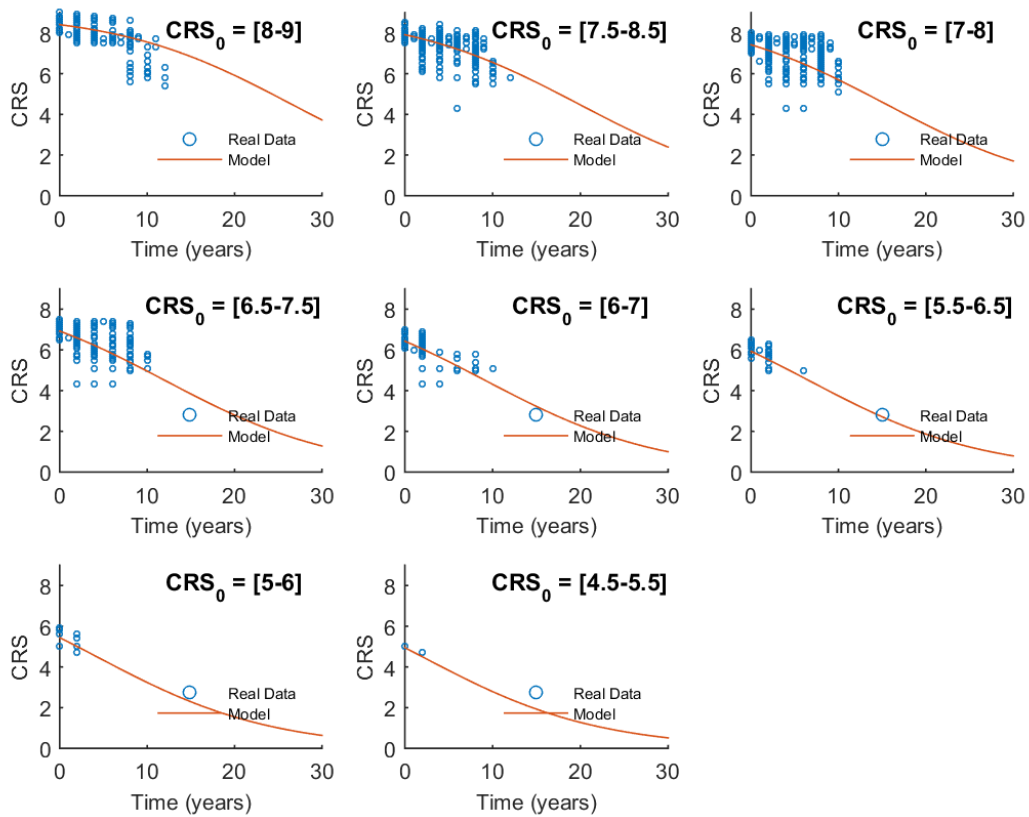 CRS₀ = [8-9]
8
6
4
2
0
CRS
Real Data
Model
0 10 20 30
Time (years)
CRS₀ = [7.5-8.5]
8
6
4
2
0
CRS
Real Data
Model
0 10 20 30
Time (years)
CRS₀ = [7-8]
8
6
4
2
0
CRS
Real Data
Model
0 10 20 30
Time (years)
CRS₀ = [6.5-7.5]
8
6
4
2
0
CRS
Real Data
Model
0 10 20 30
Time (years)
CRS₀ = [6-7]
8
6
4
2
0
CRS
Real Data
Model
0 10 20 30
Time (years)
CRS₀ = [5.5-6.5]
8
6
4
2
0
CRS
Real Data
Model
0 10 20 30
Time (years)
CRS₀ = [5-6]
8
6
4
2
0
CRS
Real Data
Model
0 10 20 30
Time (years)
CRS₀ = [4.5-5.5]
8
6
4
2
0
CRS
Real Data
Model
0 10 20 30
Time (years)